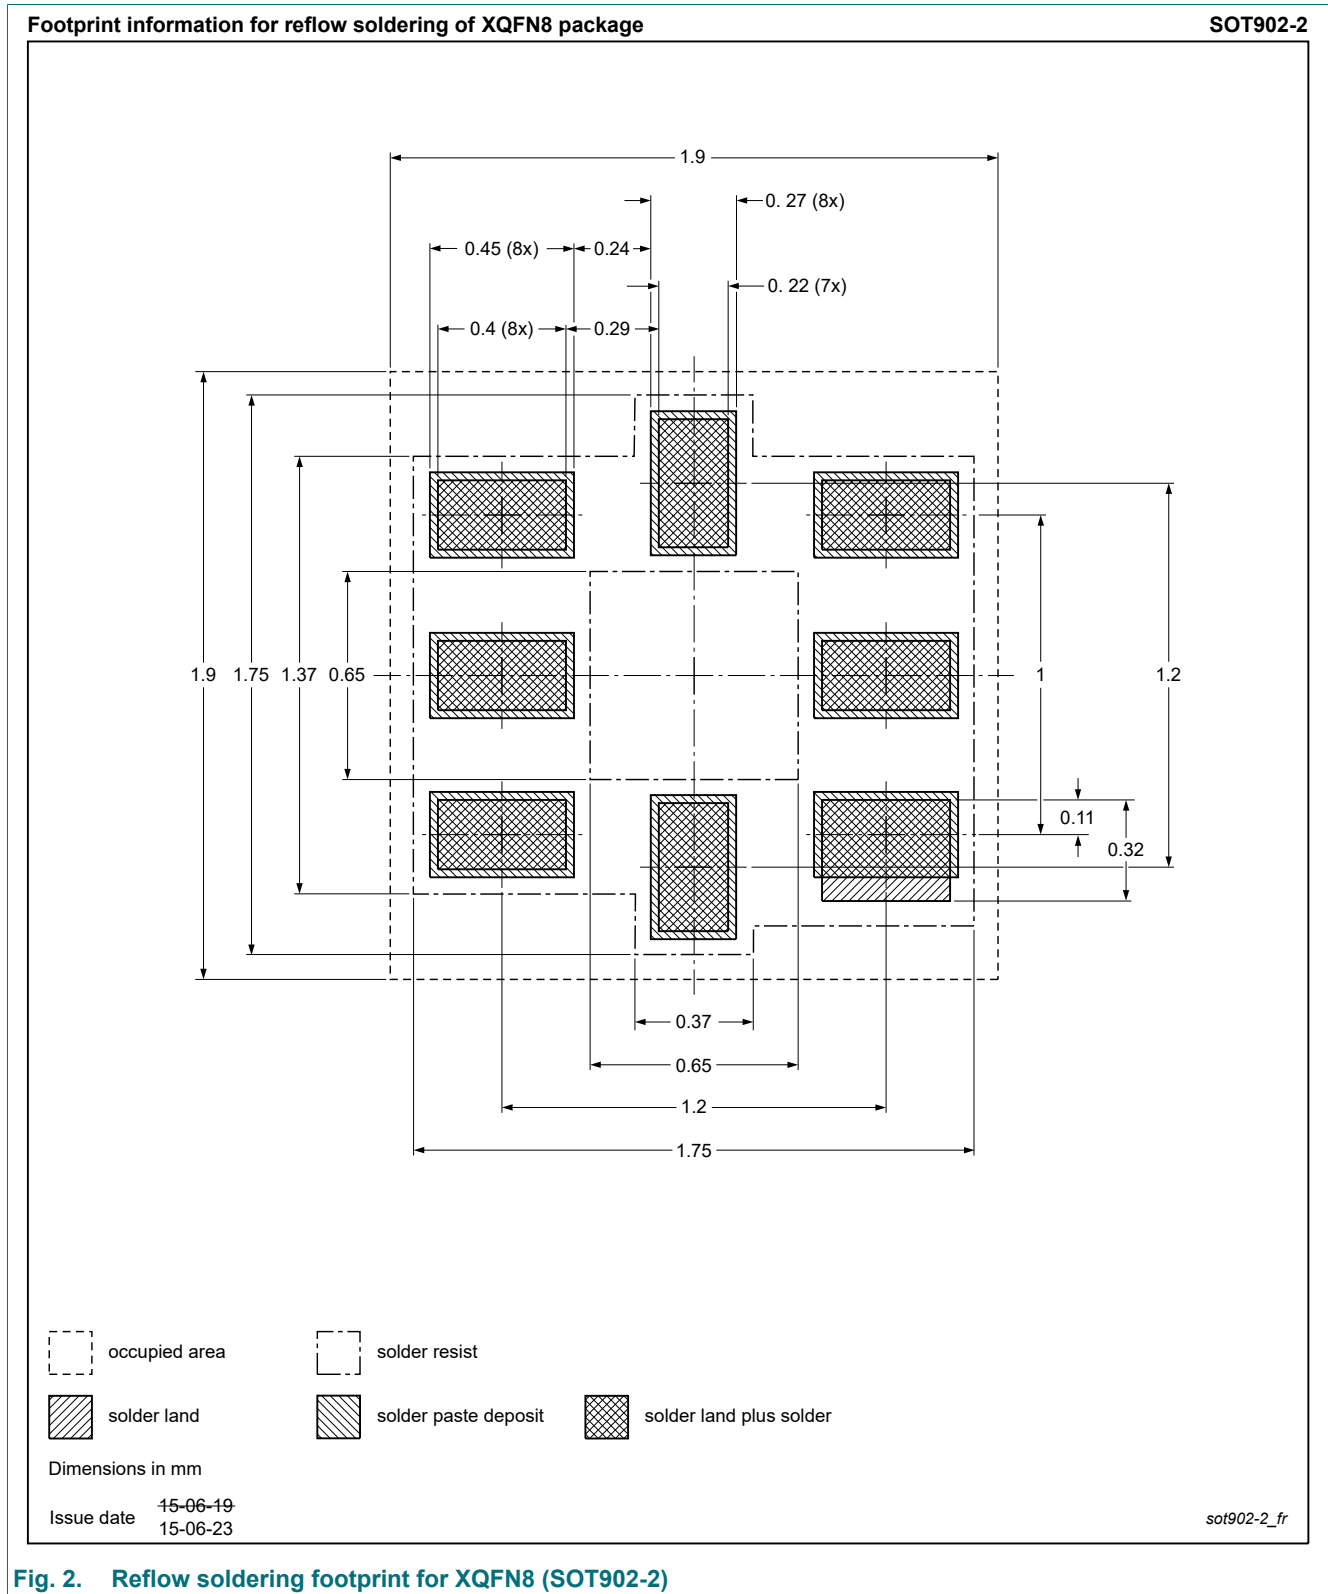 Footprint information for reflow soldering of XQFN8 package SOT902-2
1.9
0. 27 (8x)
0.45 (8x) 0.24
0. 22 (7x)
0.4 (8x) 0.29
1.9 1.75 1.37 0.65 1 1.2
0.11
0.32
0.37
0.65
1.2
1.75
occupied area solder resist
solder land solder paste deposit solder land plus solder
Dimensions in mm
Issue date 15-06-19
15-06-23
sot902-2_fr
Fig. 2. Reflow soldering footprint for XQFN8 (SOT902-2)